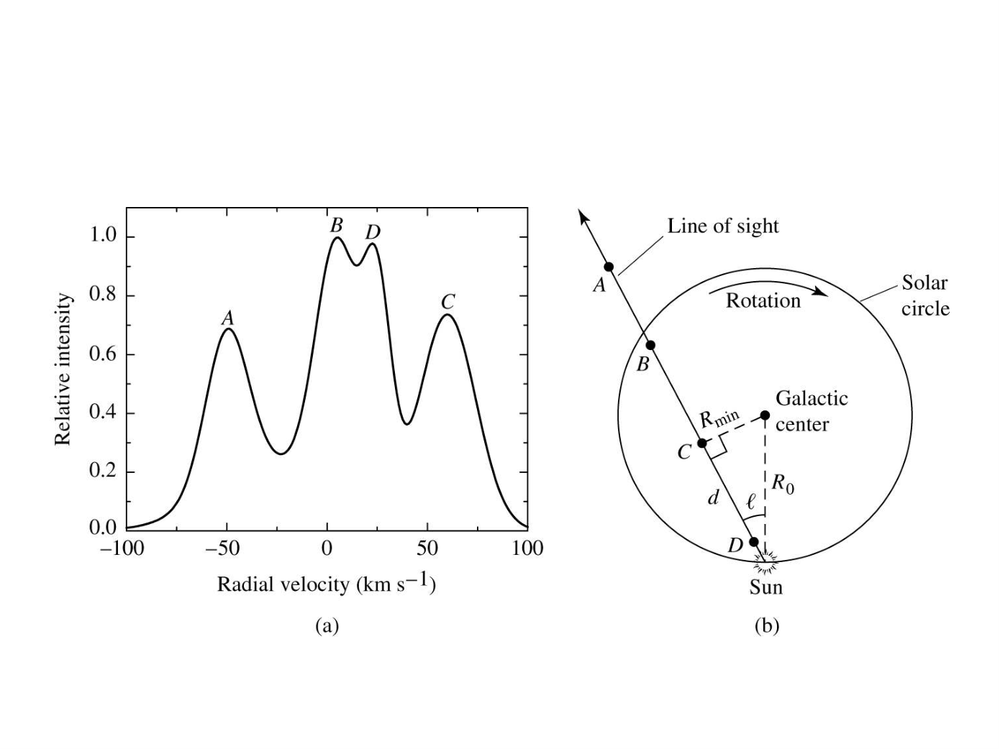 1.0
0.8
0.6
0.4
0.2
0.0
Relative intensity
A
B
D
C
–100
–50
0
50
100
Radial velocity (km s−1)
(a)
Line of sight
A
Rotation
Solar
circle
B
Galactic
center
Rmin
C
R0
d
ℓ
D
Sun
(b)